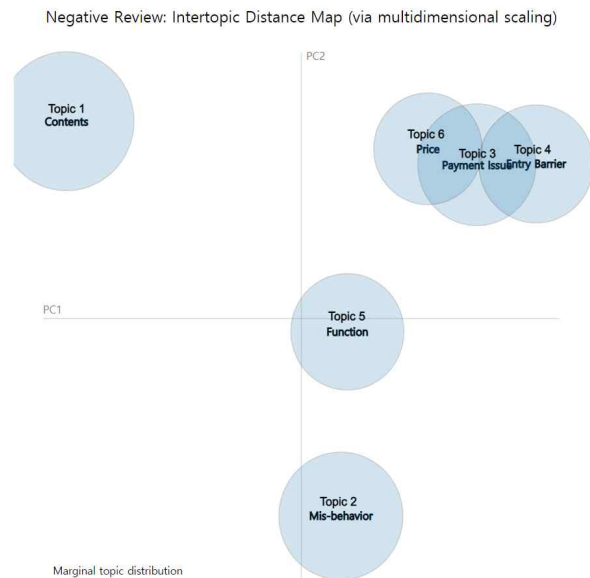 Negative Review: Intertopic Distance Map (via multidimensional scaling)
PC2
Topic 1
Contents
Topic 6
Price
Topic 3
Payment Issue
Topic 4
Entry Barrier
PC1
Topic 5
Function
Topic 2
Mis-behavior
Marginal topic distribution